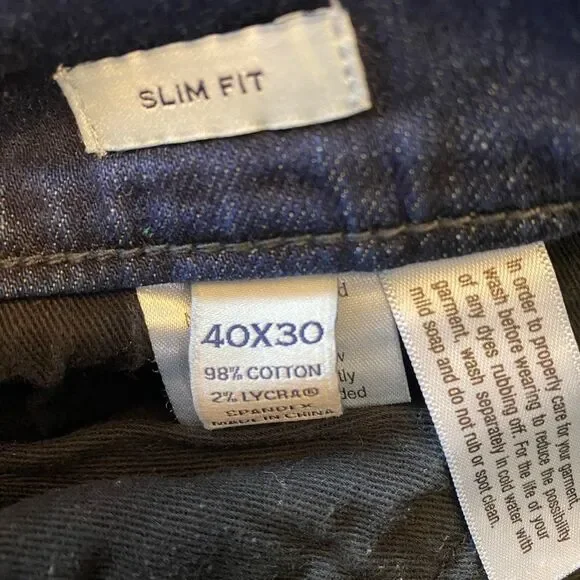 SLIM FIT
40X30
98% COTTON
2% LYCRA®
SPANDEX
MADE IN CHINA
In order to properly care for your garment,
wash before wearing to reduce the possibility
of any dyes rubbing off. For the life of your
garment, wash separately in cold water with
mild soap and do not rub or spot clean.